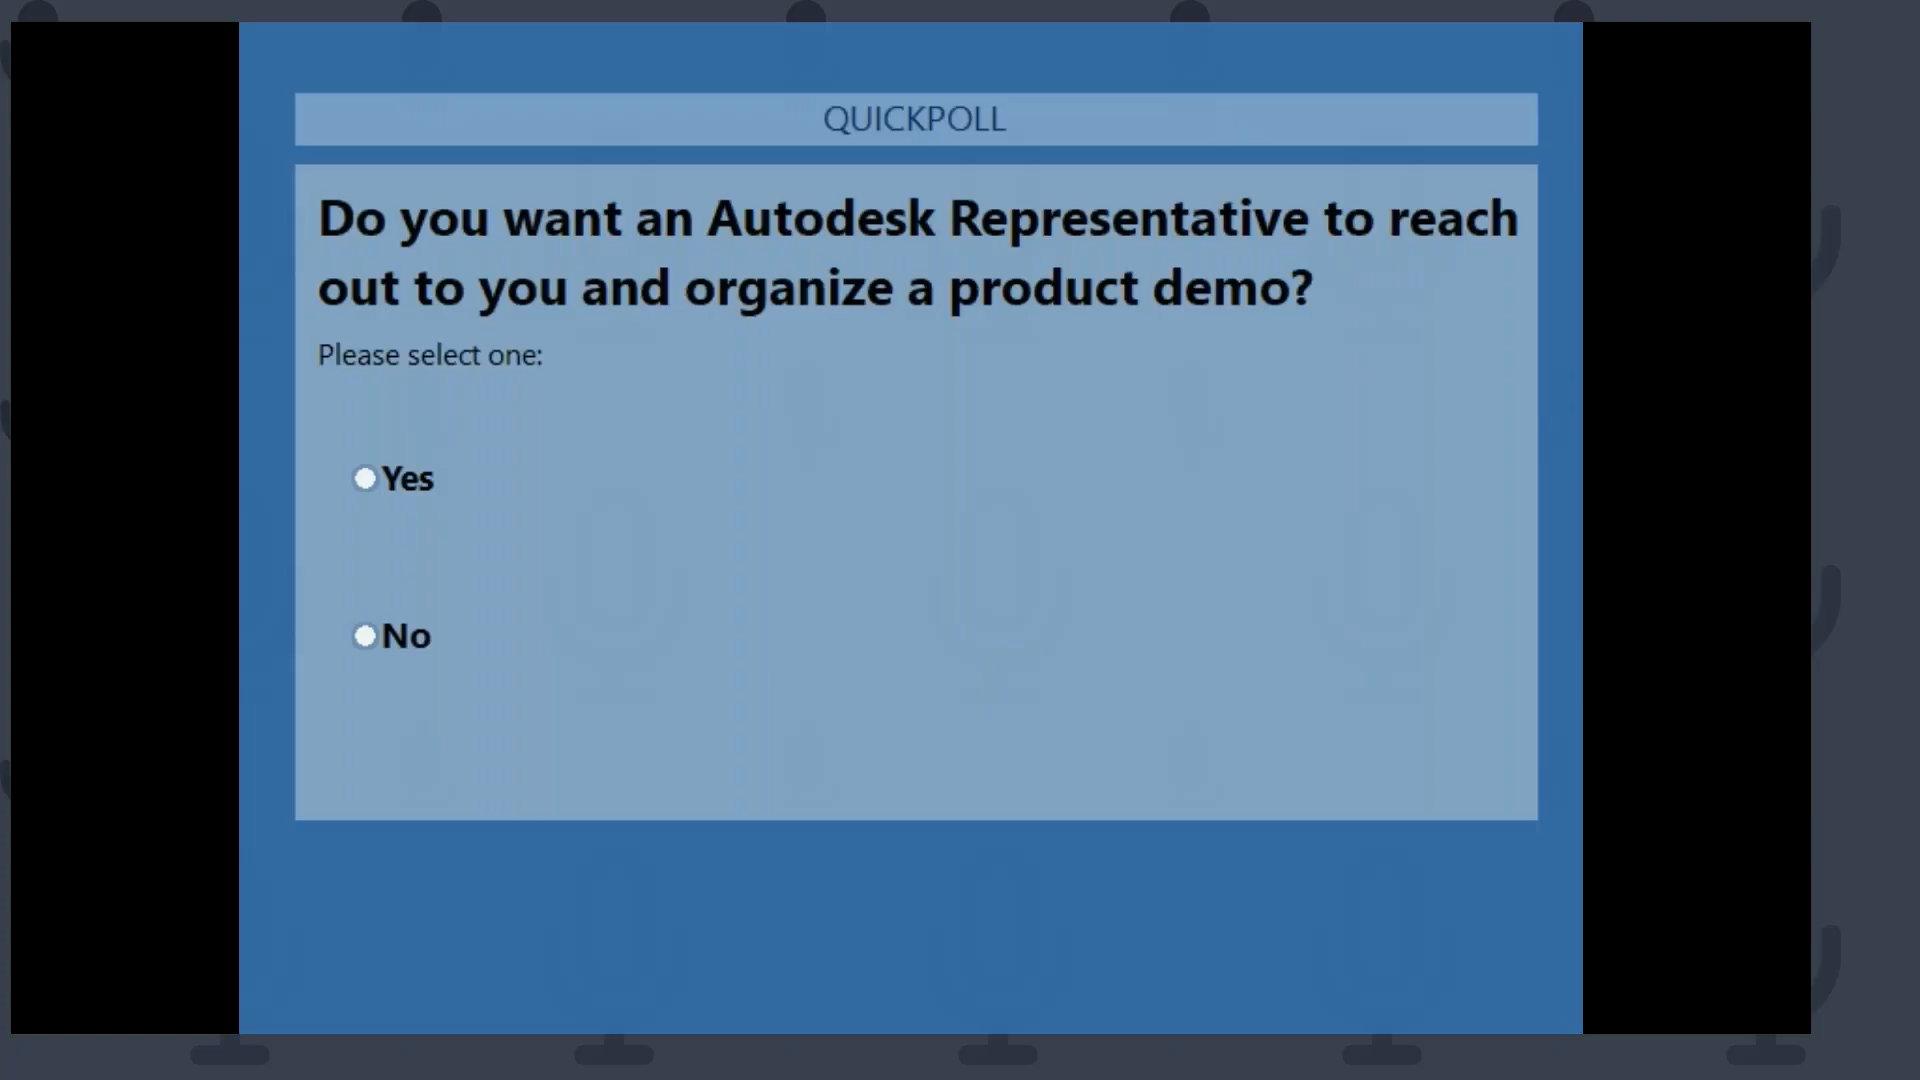 QUICKPOLL
Do you want an Autodesk Representative to reach
out to you and organize a product demo?
Please select one:
Yes
No